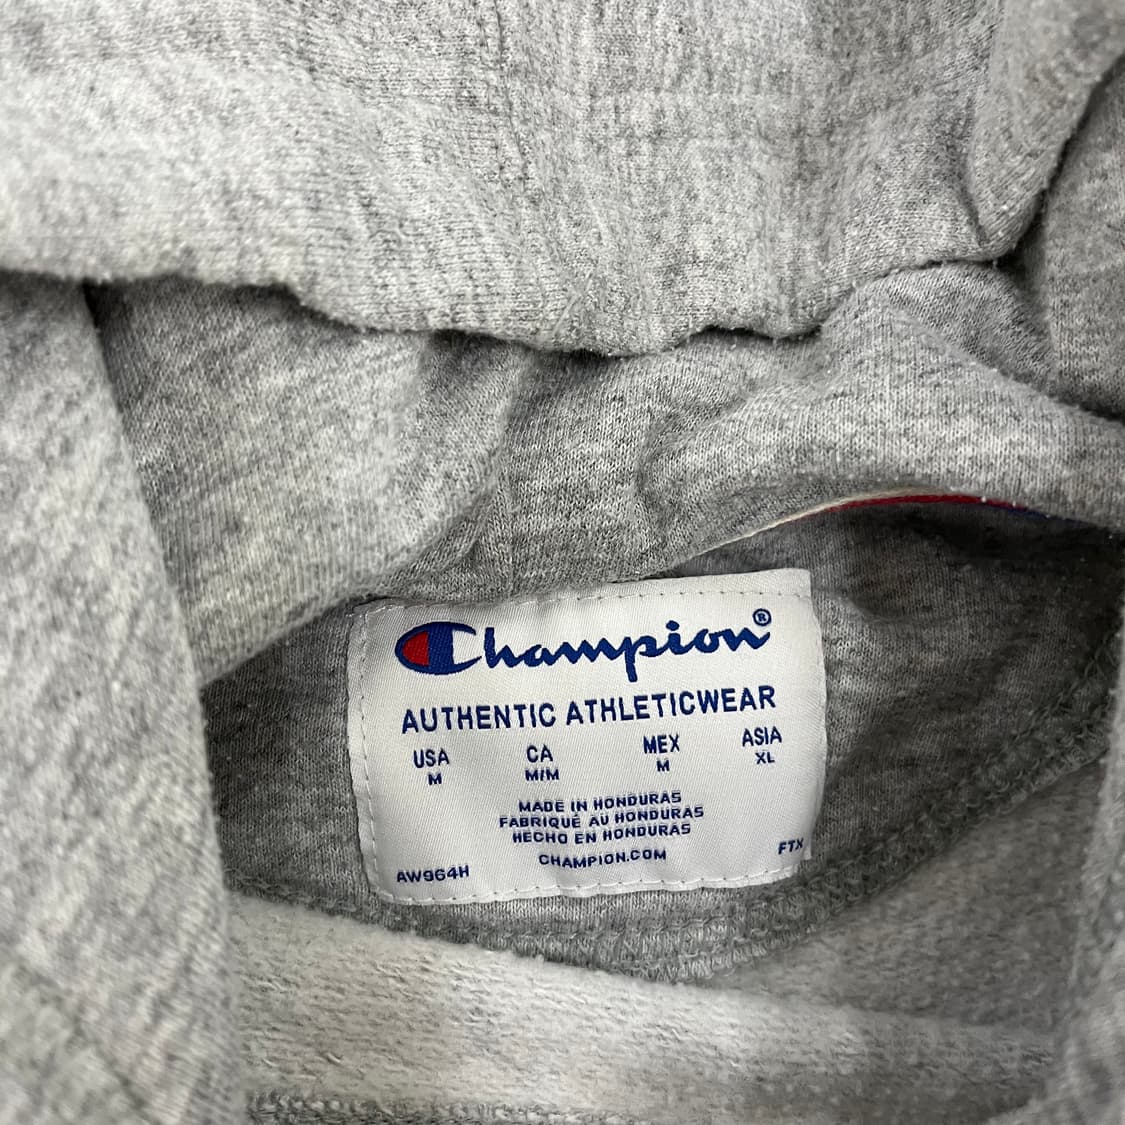 Champion®
AUTHENTIC ATHLETICWEAR
USA CA MEX ASIA
M M/M M XL
MADE IN HONDURAS
FABRIQUÉ AU HONDURAS
HECHO EN HONDURAS
CHAMPION.COM
AW964H FTX